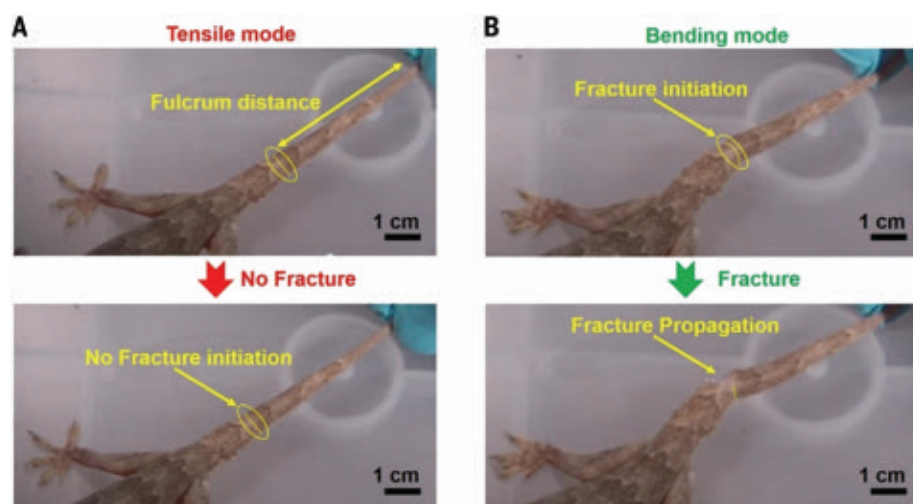 A
Tensile mode
Fulcrum distance
1 cm
No Fracture
No Fracture initiation
1 cm
B
Bending mode
Fracture initiation
1 cm
Fracture
Fracture Propagation
1 cm